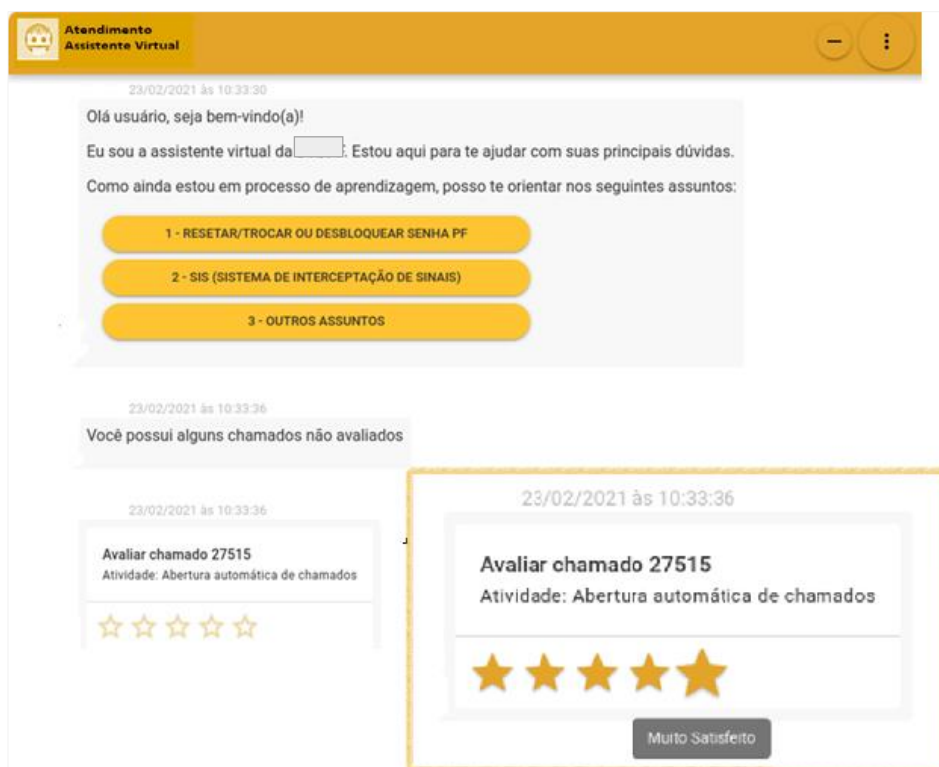 Atendimento
Assistente Virtual
23/02/2021 às 10:33:30
Olá usuário, seja bem-vindo(a)!
Eu sou a assistente virtual da . Estou aqui para te ajudar com suas principais dúvidas.
Como ainda estou em processo de aprendizagem, posso te orientar nos seguintes assuntos:
1 - RESETAR/TROCAR OU DESBLOQUEAR SENHA PF
2 - SIS (SISTEMA DE INTERCEPTAÇÃO DE SINAIS)
3 - OUTROS ASSUNTOS
23/02/2021 às 10:33:36
Você possui alguns chamados não avaliados
23/02/2021 às 10:33:36
Avaliar chamado 27515
Atividade: Abertura automática de chamados
23/02/2021 às 10:33:36
Avaliar chamado 27515
Atividade: Abertura automática de chamados
Muito Satisfeito